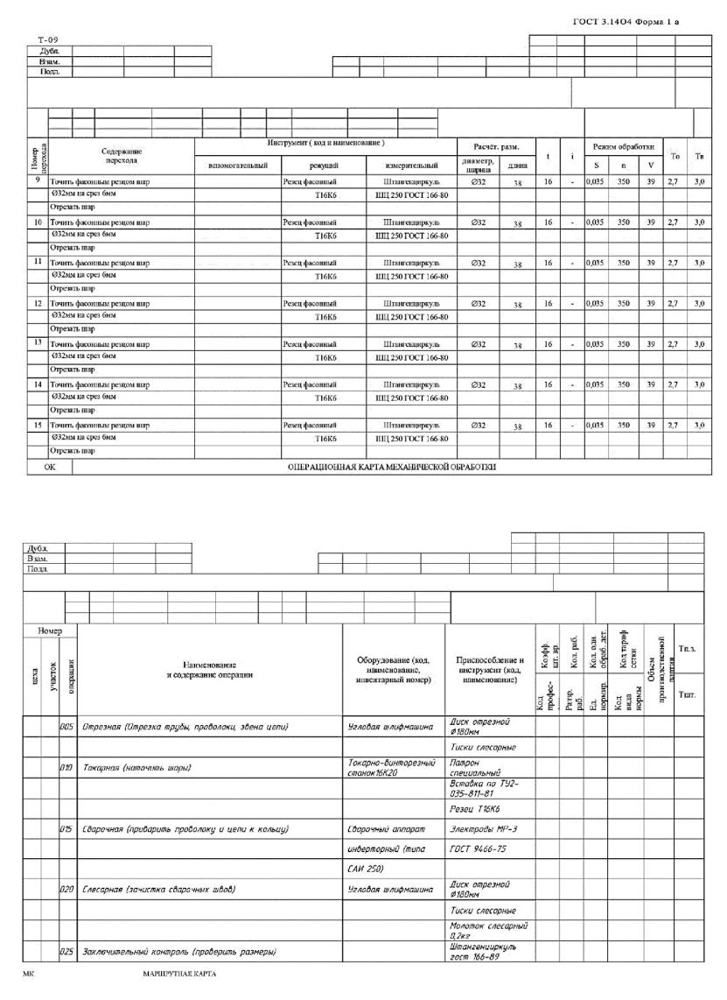 ГОСТ 3.14О4 Форма 1 а
Т-09
Дубл.
Взам.
Подл.
Номер перехода
Содержание перехода
Инструмент ( код и наименование )
вспомогательный
режущий
измерительный
Расчёт. разм.
диаметр, ширина
длина
t
i
Режим обработки
S
n
V
То
Тв
9 Точить фасонным резцом шар Резец фасонный Штангенциркуль Ø32 38 16 - 0,035 350 39 2,7 3,0
Ø32мм на срез 6мм Т16К6 ШЦ 250 ГОСТ 166-80
Отрезать шар
10 Точить фасонным резцом шар Резец фасонный Штангенциркуль Ø32 38 16 - 0,035 350 39 2,7 3,0
Ø32мм на срез 6мм Т16К6 ШЦ 250 ГОСТ 166-80
Отрезать шар
11 Точить фасонным резцом шар Резец фасонный Штангенциркуль Ø32 38 16 - 0,035 350 39 2,7 3,0
Ø32мм на срез 6мм Т16К6 ШЦ 250 ГОСТ 166-80
Отрезать шар
12 Точить фасонным резцом шар Резец фасонный Штангенциркуль Ø32 38 16 - 0,035 350 39 2,7 3,0
Ø32мм на срез 6мм Т16К6 ШЦ 250 ГОСТ 166-80
Отрезать шар
13 Точить фасонным резцом шар Резец фасонный Штангенциркуль Ø32 38 16 - 0,035 350 39 2,7 3,0
Ø32мм на срез 6мм Т16К6 ШЦ 250 ГОСТ 166-80
Отрезать шар
14 Точить фасонным резцом шар Резец фасонный Штангенциркуль Ø32 38 16 - 0,035 350 39 2,7 3,0
Ø32мм на срез 6мм Т16К6 ШЦ 250 ГОСТ 166-80
Отрезать шар
15 Точить фасонным резцом шар Резец фасонный Штангенциркуль Ø32 38 16 - 0,035 350 39 2,7 3,0
Ø32мм на срез 6мм Т16К6 ШЦ 250 ГОСТ 166-80
Отрезать шар
ОК ОПЕРАЦИОННАЯ КАРТА МЕХАНИЧЕСКОЙ ОБРАБОТКИ
Дубл.
Взам.
Подл.
Номер
цеха
участок
операции
Наименование
и содержание операции
Оборудование (код,
наименование,
инвентарный номер)
Приспособление и
инструмент (код,
наименование)
Коэфф. шт. вр.
Кол. раб.
Кол. одн. обраб. дет.
Код тариф сетки
Объем производственной партии
Тп.з.
Код профес-
Разр. раб.
Ед. нормир.
Код вида нормы
Тшт.
005 Отрезная (Отрезка трубы, проволоки, звена цепи) Угловая шлифмашина Диск отрезной
Ф180мм
Тиски слесарные
010 Токарная (наточить шары) Токарно-винторезный
станок16К20
Патрон
специальный
Вставка по ТУ2-
035-811-81
Резец Т16К6
015 Сварочная (приварить проволоку и цепи к кольцу) Сварочный аппарат Электроды МР-3
инверторный (типа ГОСТ 9466-75
САИ 250)
020 Слесарная (зачистка сварочных швов) Угловая шлифмашина Диск отрезной
Ф180мм
Тиски слесарные
Молоток слесарный
0,2кг
025 Заключительный контроль (проверить размеры) Штангенциркуль
гост 166-89
МК МАРШРУТНАЯ КАРТА